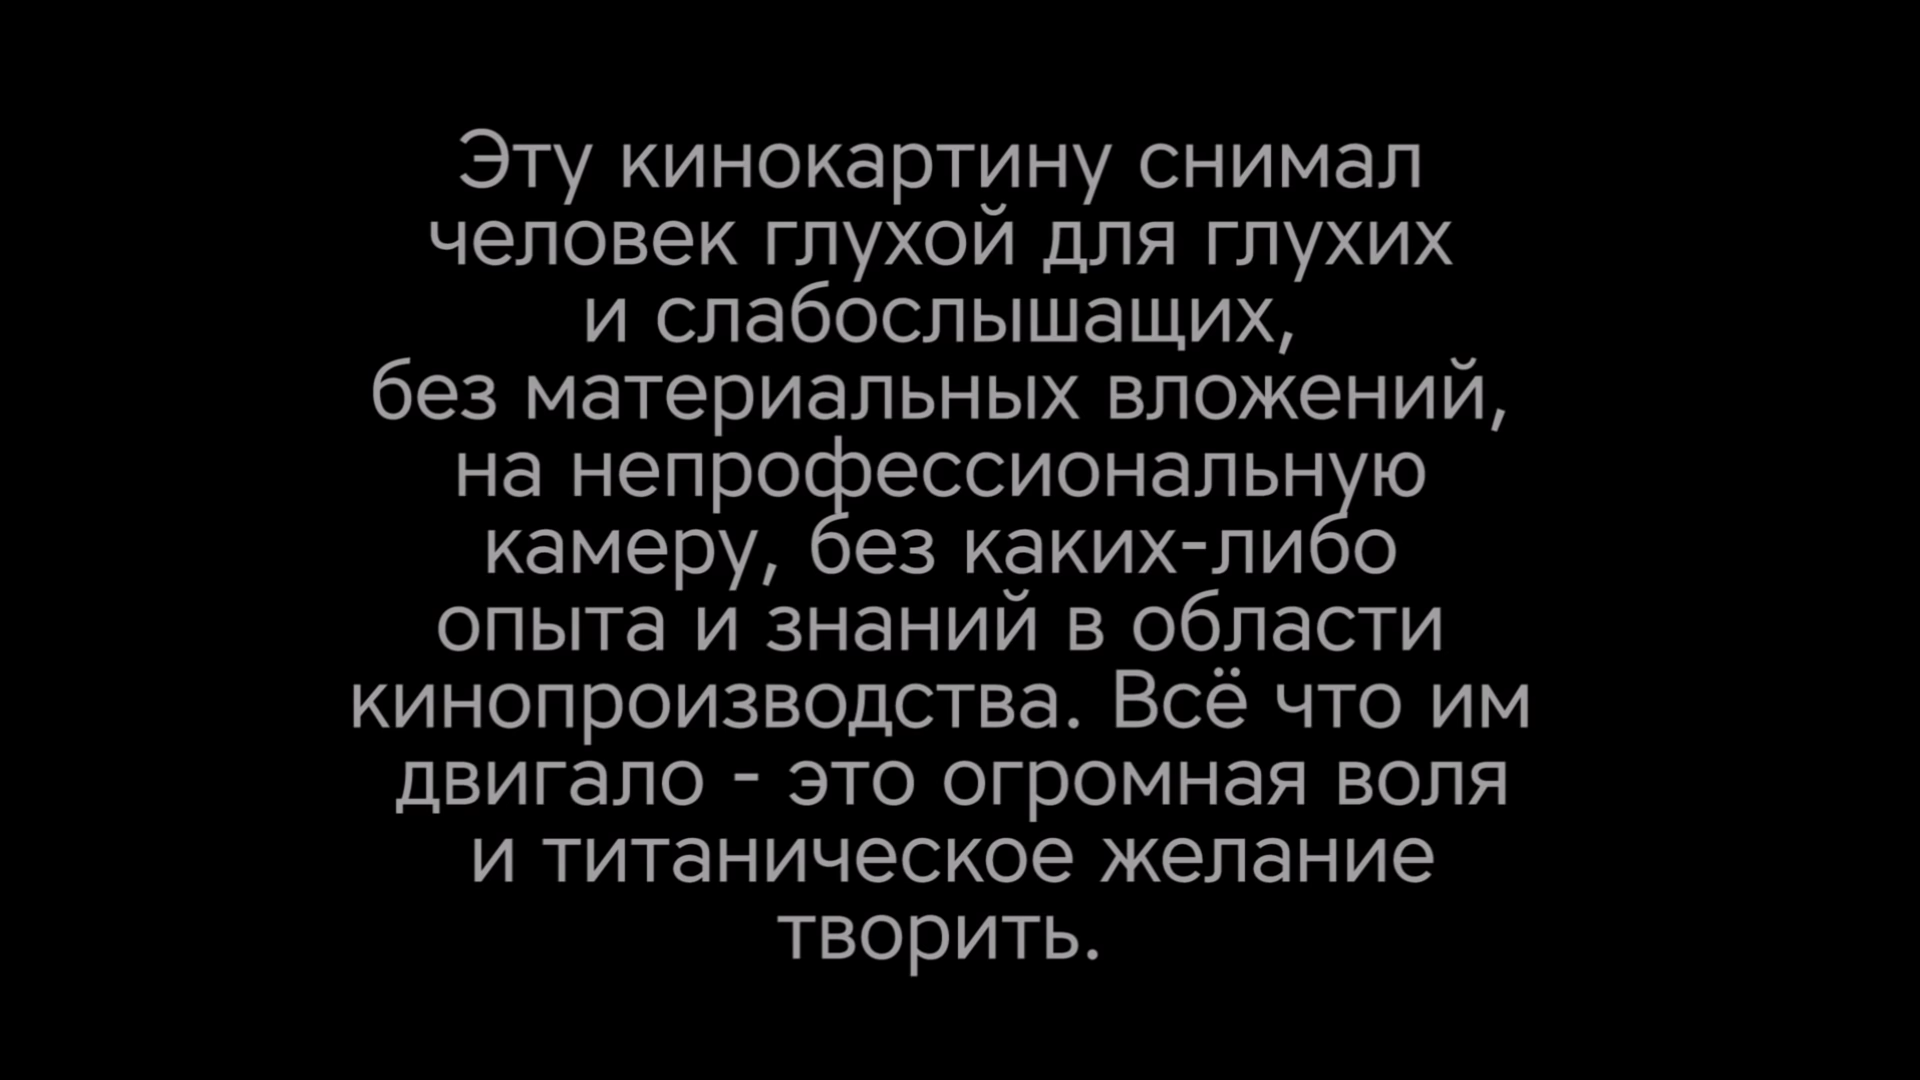 Эту кинокартину снимал
человек глухой для глухих
и слабослышащих,
без материальных вложений,
на непрофессиональную
камеру, без каких-либо
опыта и знаний в области
кинопроизводства. Всё что им
двигало - это огромная воля
и титаническое желание
творить.